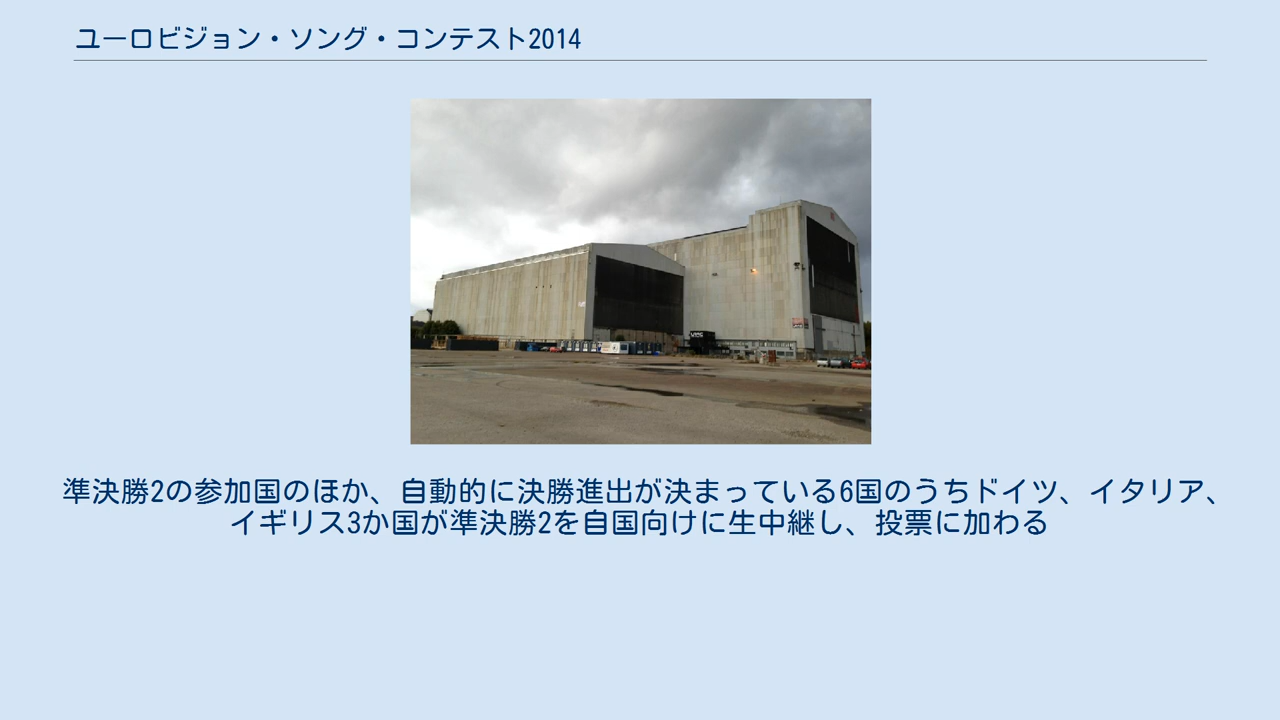 ユーロビジョン・ソング・コンテスト2014
準決勝2の参加国のほか、自動的に決勝進出が決まっている6国のうちドイツ、イタリア、
イギリス3か国が準決勝2を自国向けに生中継し、投票に加わる